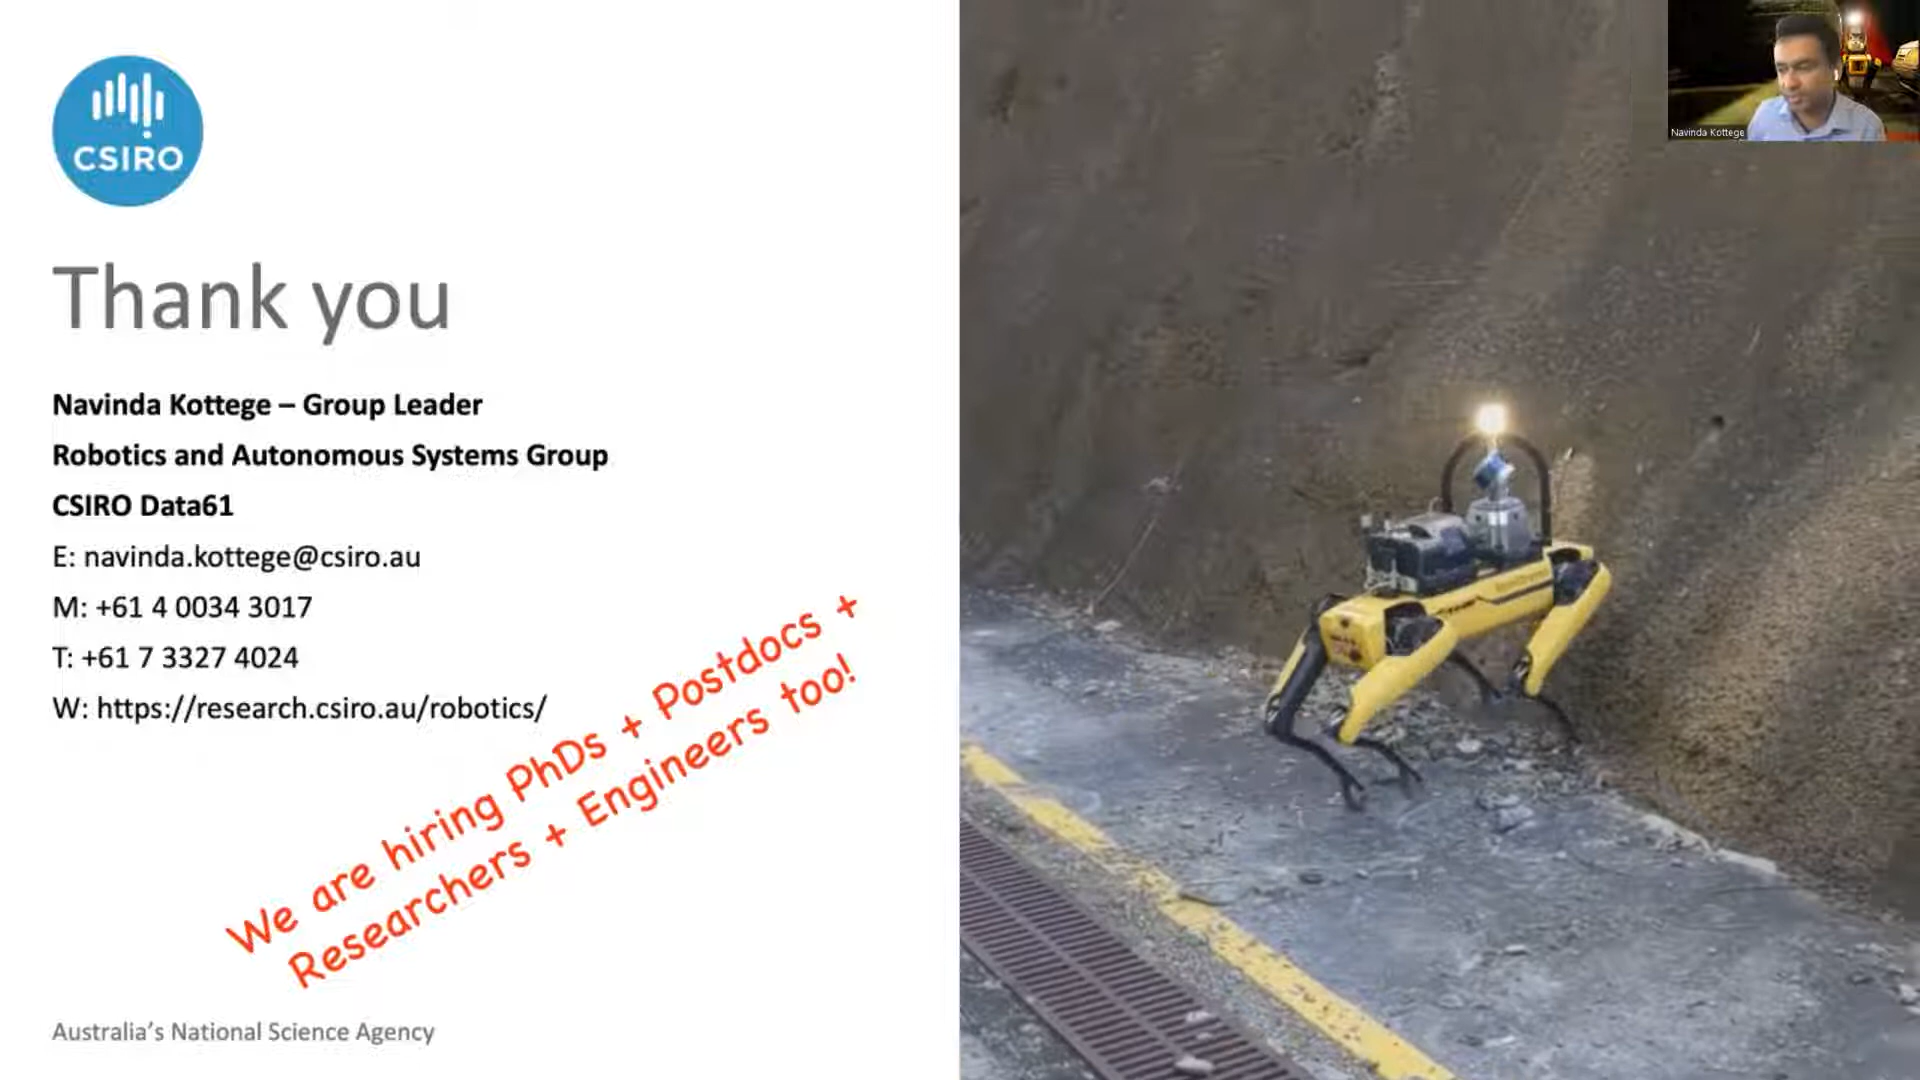 CSIRO
Thank you
Navinda Kottege – Group Leader
Robotics and Autonomous Systems Group
CSIRO Data61
E: navinda.kottege@csiro.au
M: +61 4 0034 3017
T: +61 7 3327 4024
W: https://research.csiro.au/robotics/
We are hiring PhDs + Postdocs +
Researchers + Engineers too!
Australia's National Science Agency
Navinda Kottege